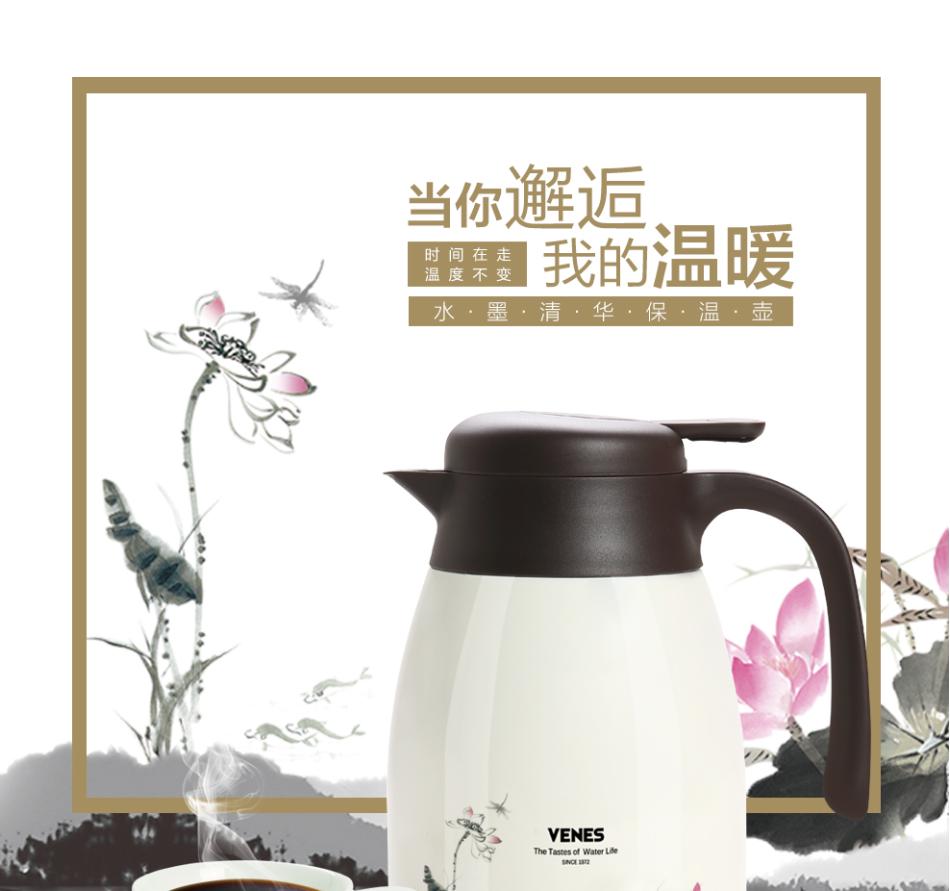 当你邂逅
时间在走
温度不变
我的温暖
水·墨·清·华·保·温·壶
VENES
The Tastes of Water Life
SINCE 1972